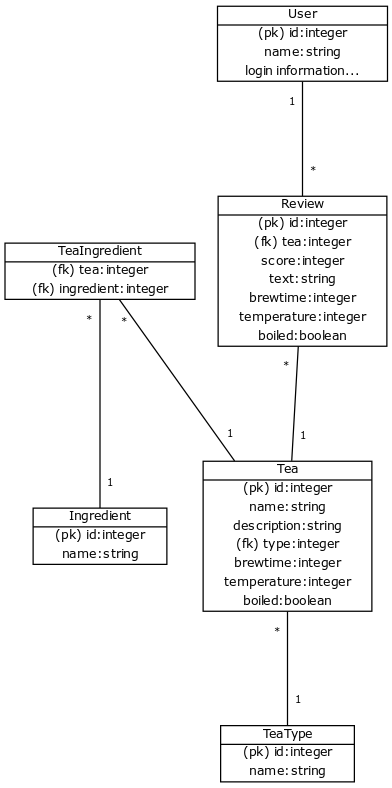 User
(pk) id:integer
name:string
login information...
1
*
Review
(pk) id:integer
(fk) tea:integer
score:integer
text:string
brewtime:integer
temperature:integer
boiled:boolean
TeaIngredient
(fk) tea:integer
(fk) ingredient:integer
*
*
*
1
1
1
Ingredient
(pk) id:integer
name:string
Tea
(pk) id:integer
name:string
description:string
(fk) type:integer
brewtime:integer
temperature:integer
boiled:boolean
*
1
TeaType
(pk) id:integer
name:string